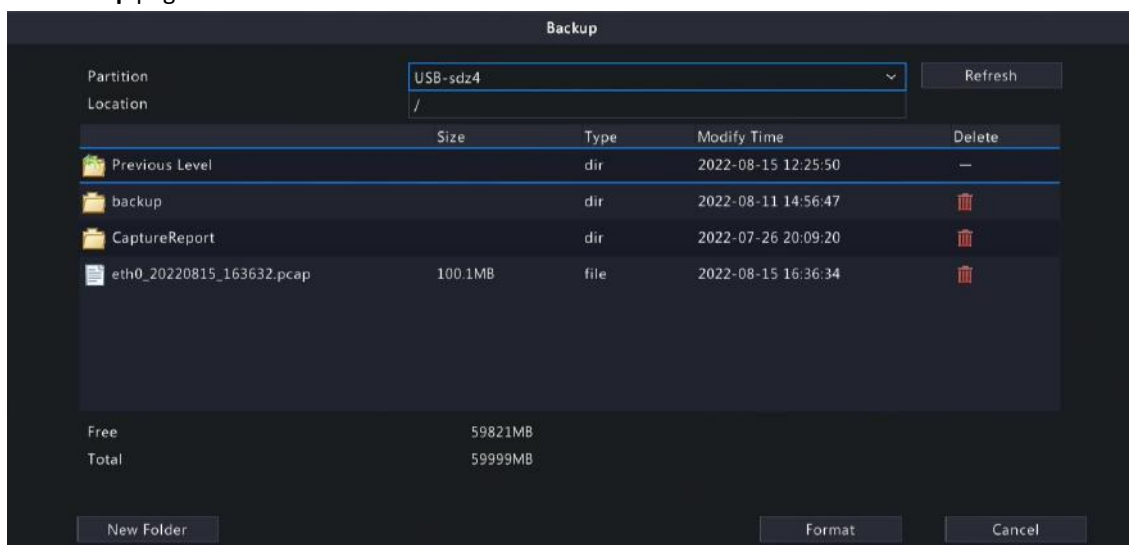 Backup
Partition USB-sdz4 Refresh
Location /
Size Type Modify Time Delete
Previous Level dir 2022-08-15 12:25:50 —
backup dir 2022-08-11 14:56:47
CaptureReport dir 2022-07-26 20:09:20
eth0_20220815_163632.pcap 100.1MB file 2022-08-15 16:36:34
Free 59821MB
Total 59999MB
New Folder Format Cancel